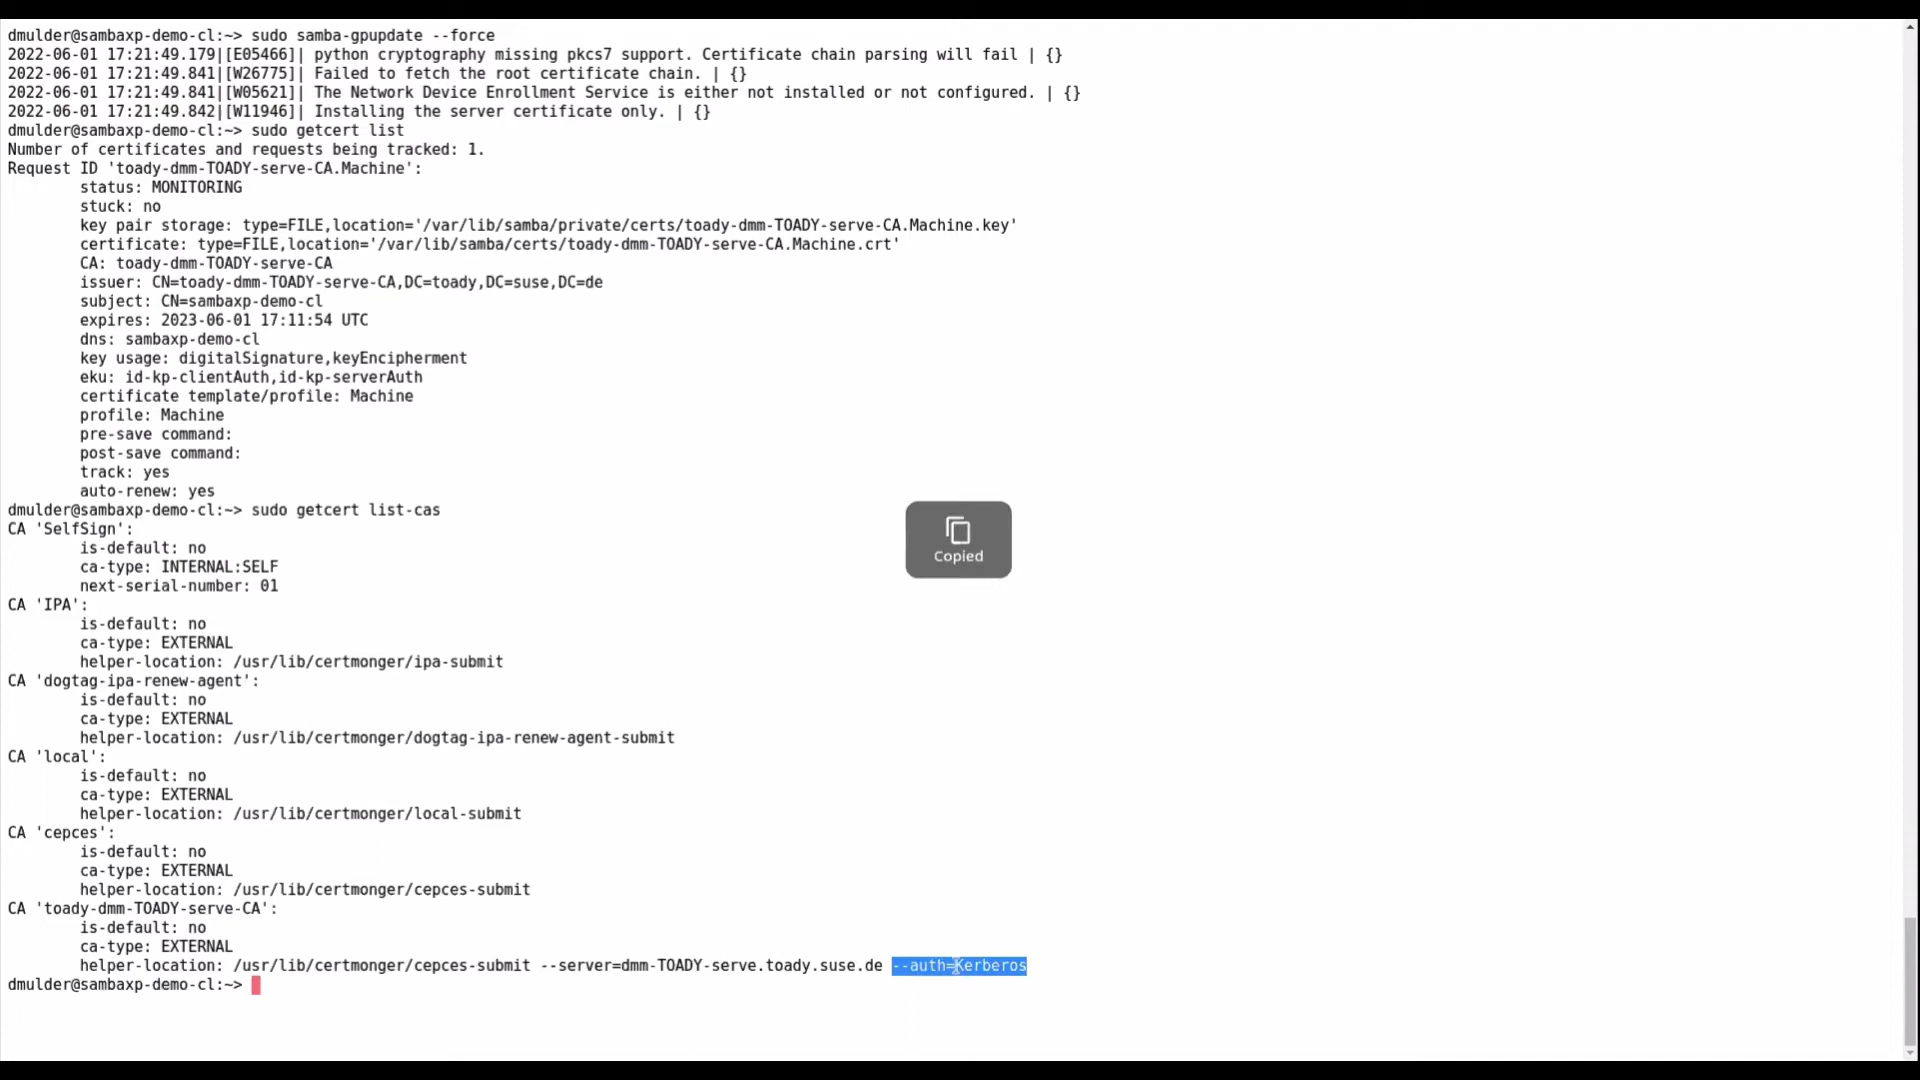 dmulder@sambaxp-demo-cl:~> sudo samba-gpupdate --force
2022-06-01 17:21:49.179|[E05466]| python cryptography missing pkcs7 support. Certificate chain parsing will fail | {}
2022-06-01 17:21:49.841|[W26775]| Failed to fetch the root certificate chain. | {}
2022-06-01 17:21:49.841|[W05621]| The Network Device Enrollment Service is either not installed or not configured. | {}
2022-06-01 17:21:49.842|[W11946]| Installing the server certificate only. | {}
dmulder@sambaxp-demo-cl:~> sudo getcert list
Number of certificates and requests being tracked: 1.
Request ID 'toady-dmm-TOADY-serve-CA.Machine':
status: MONITORING
stuck: no
key pair storage: type=FILE,location='/var/lib/samba/private/certs/toady-dmm-TOADY-serve-CA.Machine.key'
certificate: type=FILE,location='/var/lib/samba/certs/toady-dmm-TOADY-serve-CA.Machine.crt'
CA: toady-dmm-TOADY-serve-CA
issuer: CN=toady-dmm-TOADY-serve-CA,DC=toady,DC=suse,DC=de
subject: CN=sambaxp-demo-cl
expires: 2023-06-01 17:11:54 UTC
dns: sambaxp-demo-cl
key usage: digitalSignature,keyEncipherment
eku: id-kp-clientAuth,id-kp-serverAuth
certificate template/profile: Machine
profile: Machine
pre-save command:
post-save command:
track: yes
auto-renew: yes
dmulder@sambaxp-demo-cl:~> sudo getcert list-cas
CA 'SelfSign':
is-default: no
ca-type: INTERNAL:SELF
next-serial-number: 01
CA 'IPA':
is-default: no
ca-type: EXTERNAL
helper-location: /usr/lib/certmonger/ipa-submit
CA 'dogtag-ipa-renew-agent':
is-default: no
ca-type: EXTERNAL
helper-location: /usr/lib/certmonger/dogtag-ipa-renew-agent-submit
CA 'local':
is-default: no
ca-type: EXTERNAL
helper-location: /usr/lib/certmonger/local-submit
CA 'cepces':
is-default: no
ca-type: EXTERNAL
helper-location: /usr/lib/certmonger/cepces-submit
CA 'toady-dmm-TOADY-serve-CA':
is-default: no
ca-type: EXTERNAL
helper-location: /usr/lib/certmonger/cepces-submit --server=dmm-TOADY-serve.toady.suse.de --auth=Kerberos
dmulder@sambaxp-demo-cl:~>
Copied